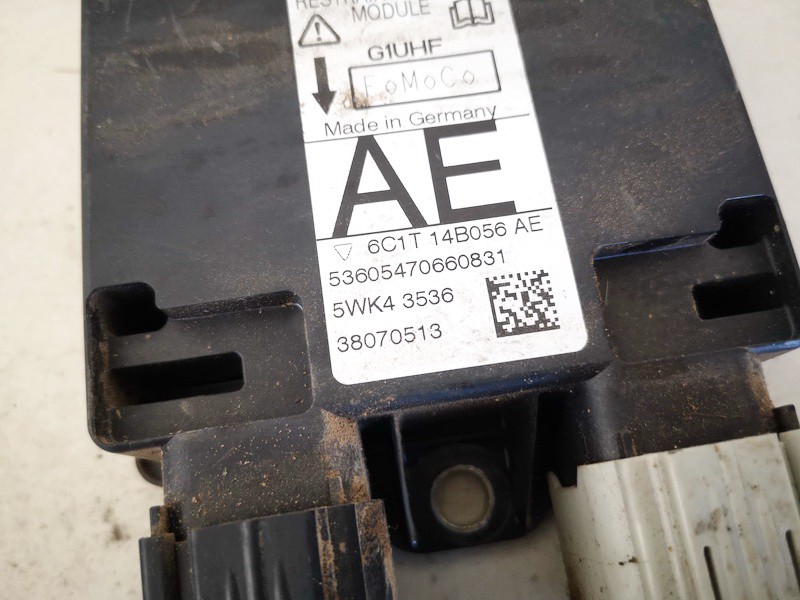 MODULE
G1UHF
FoMoCo
Made in Germany
AE
6C1T 14B056 AE
53605470660831
5WK4 3536
38070513